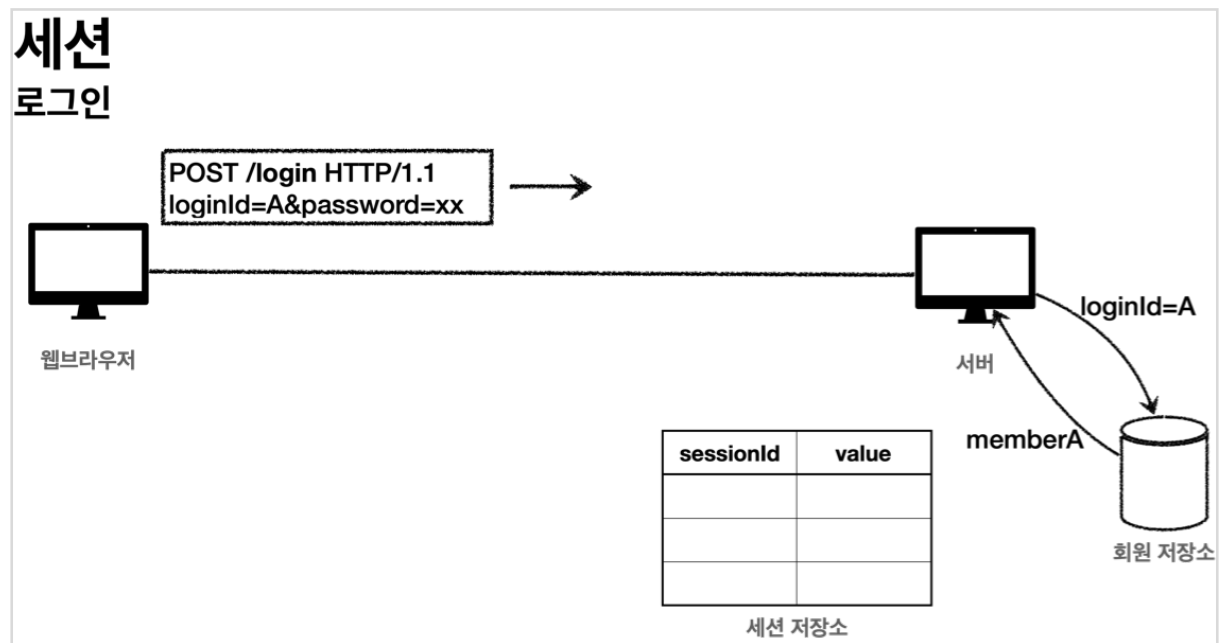 세션
로그인
POST /login HTTP/1.1
loginId=A&password=xx
웹브라우저
서버
loginId=A
memberA
회원 저장소
sessionId value
세션 저장소